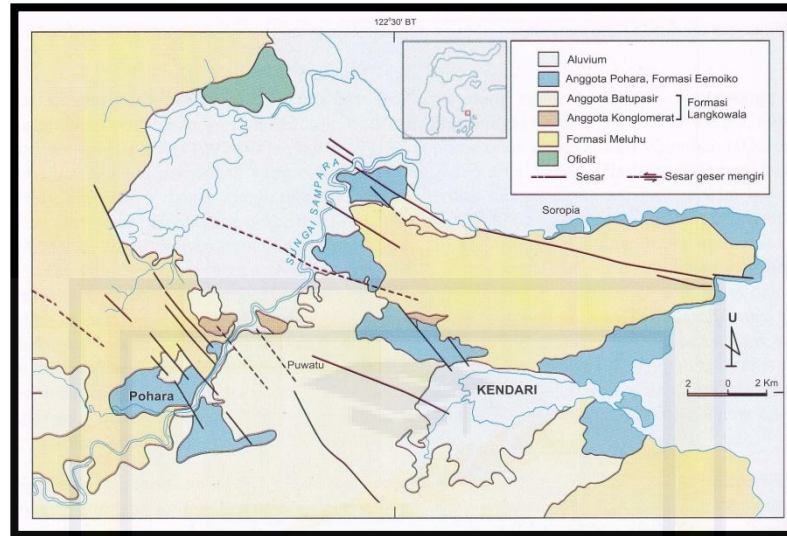 122°30' BT
Aluvium
Anggota Pohara, Formasi Eemoiko
Anggota Batupasir
Anggota Konglomerat
Formasi
Langkowala
Formasi Meluhu
Ofiolit
Sesar
Sesar geser mengiri
SUNGAI SAMPARA
Soropia
U
2 0 2 Km
Puwatu
KENDARI
Pohara